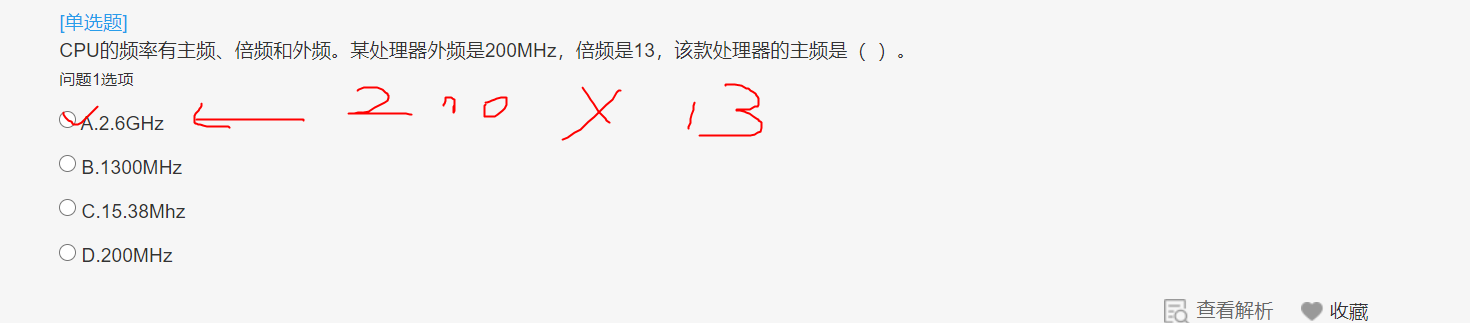 [单选题]
CPU的频率有主频、倍频和外频。某处理器外频是200MHz，倍频是13，该款处理器的主频是（ ）。
问题1选项
A.2.6GHz
200 X 13
B.1300MHz
C.15.38Mhz
D.200MHz
查看解析 收藏